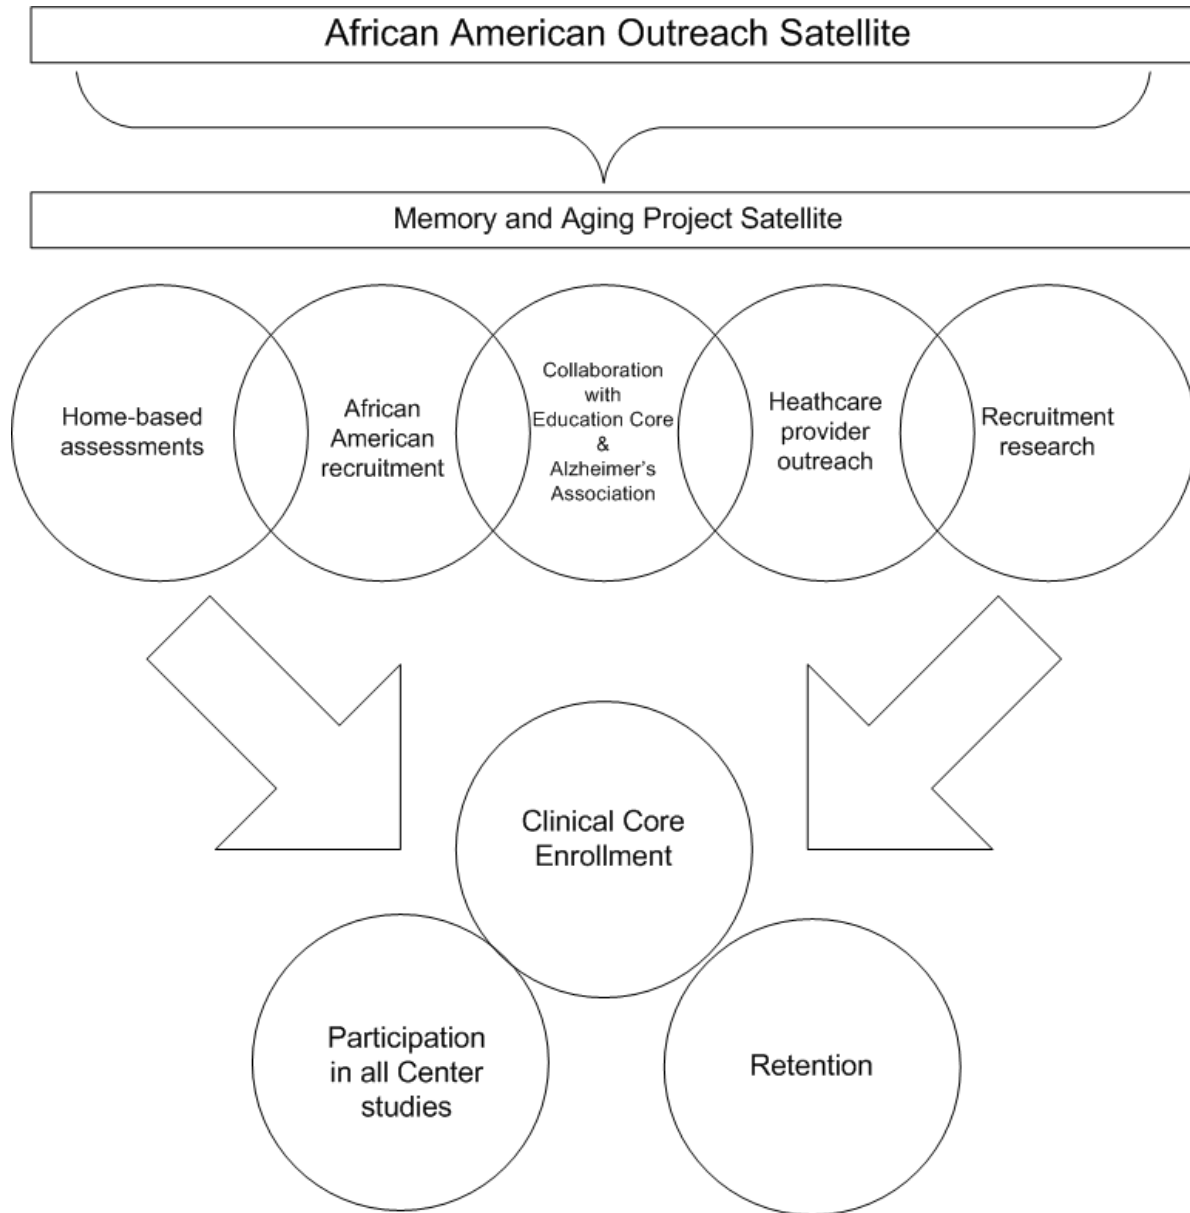 African American Outreach Satellite
Memory and Aging Project Satellite
Home-based
assessments
African
American
recruitment
Collaboration
with
Education Core
&
Alzheimer's
Association
Heathcare
provider
outreach
Recruitment
research
Clinical Core
Enrollment
Participation
in all Center
studies
Retention